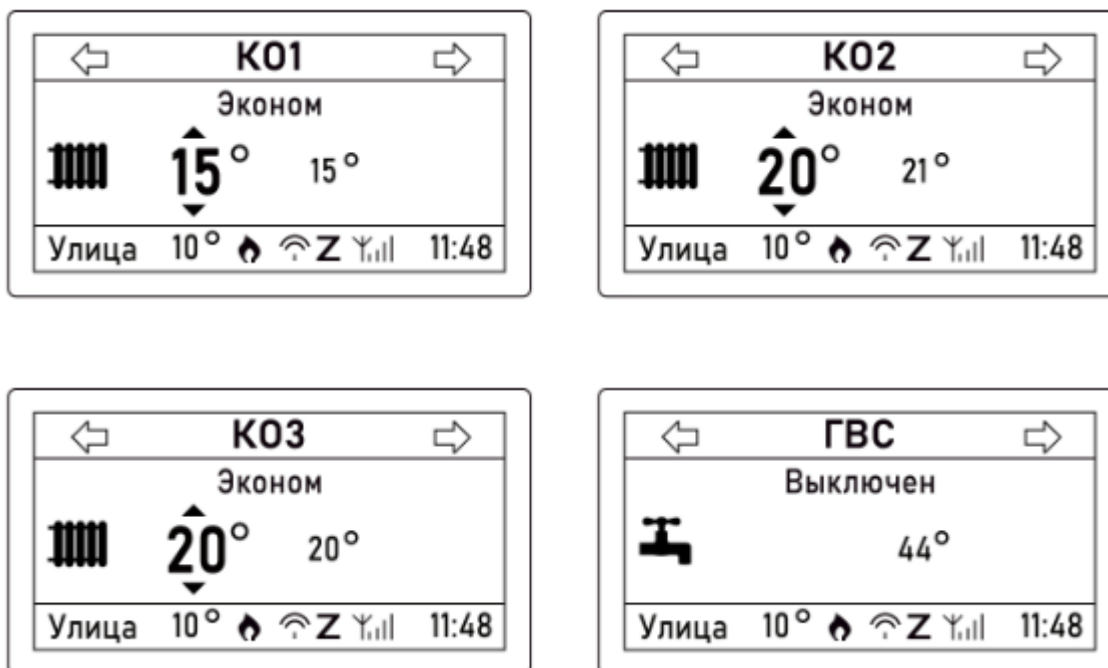 КО1
Эконом
15° 15°
Улица 10° Z 11:48
КО2
Эконом
20° 21°
Улица 10° Z 11:48
КО3
Эконом
20° 20°
Улица 10° Z 11:48
ГВС
Выключен
44°
Улица 10° Z 11:48